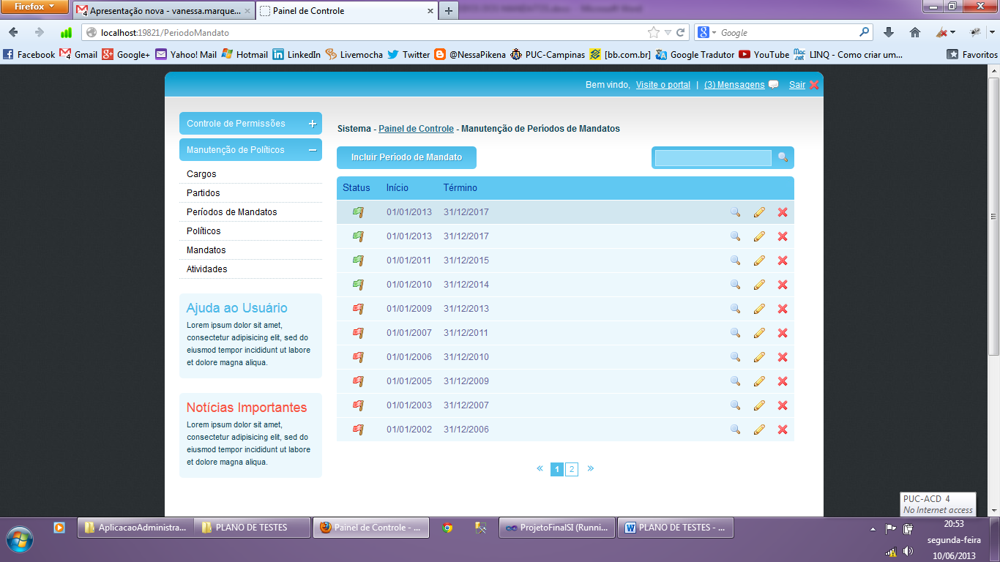 Firefox
Apresentação nova - vanessa.marque...
Painel de Controle
localhost:19821/PeriodoMandato
Google
Facebook Gmail Google+ Yahoo! Mail Hotmail LinkedIn Livemocha Twitter @NessaPikena PUC-Campinas [bb.com.br] Google Tradutor YouTube LINQ - Como criar um... Favoritos
Bem vindo, Visite o portal | (3) Mensagens Sair
Controle de Permissões
Manutenção de Políticos
Cargos
Partidos
Períodos de Mandatos
Políticos
Mandatos
Atividades
Ajuda ao Usuário
Lorem ipsum dolor sit amet,
consectetur adipisicing elit, sed do
eiusmod tempor incididunt ut labore
et dolore magna aliqua.
Notícias Importantes
Lorem ipsum dolor sit amet,
consectetur adipisicing elit, sed do
eiusmod tempor incididunt ut labore
et dolore magna aliqua.
Sistema - Painel de Controle - Manutenção de Períodos de Mandatos
Incluir Período de Mandato
Status Início Término
01/01/2013 31/12/2017
01/01/2013 31/12/2017
01/01/2011 31/12/2015
01/01/2010 31/12/2014
01/01/2009 31/12/2013
01/01/2007 31/12/2011
01/01/2006 31/12/2010
01/01/2005 31/12/2009
01/01/2003 31/12/2007
01/01/2002 31/12/2006
« 1 2 »
PUC-ACD 4
No Internet access
AplicacaoAdministra...
PLANO DE TESTES
Painel de Controle - ...
ProjetoFinalSI (Runni...
PLANO DE TESTES - ...
20:53
segunda-feira
10/06/2013